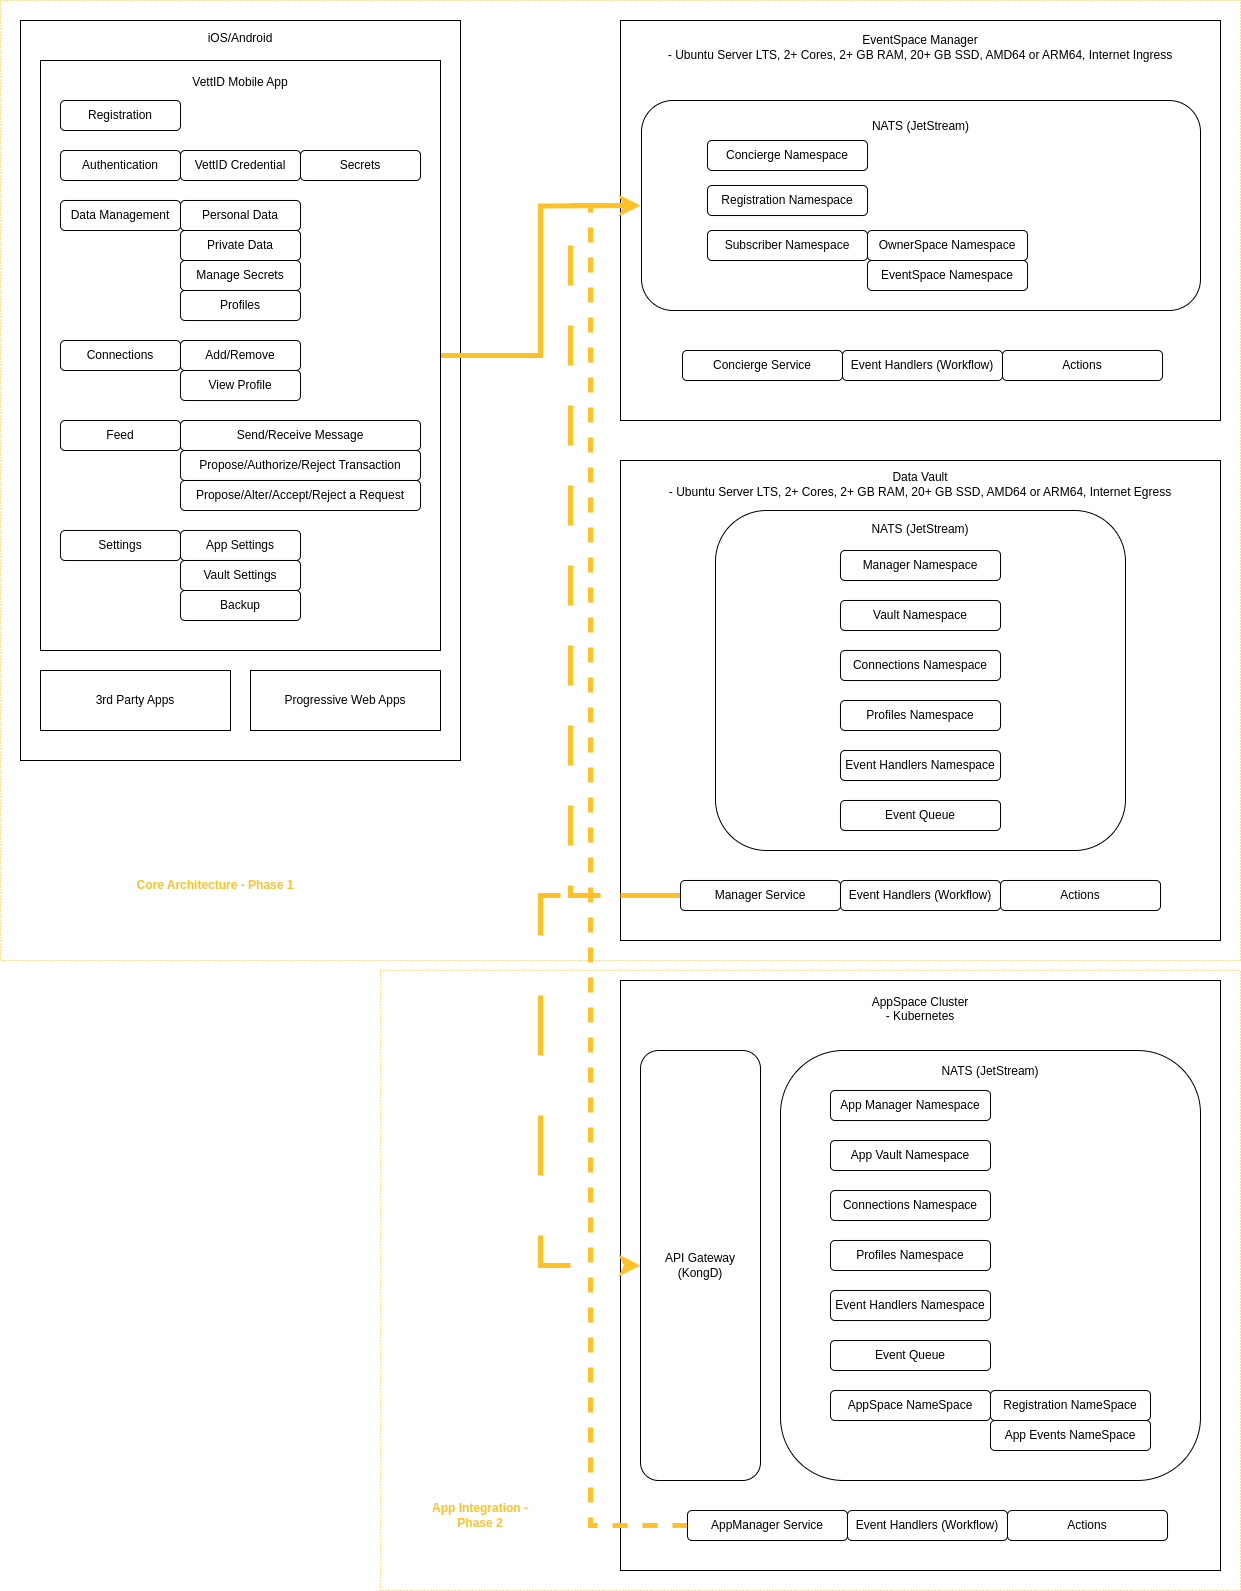 iOS/Android
VettID Mobile App
Registration
Authentication
VettID Credential
Secrets
Data Management
Personal Data
Private Data
Manage Secrets
Profiles
Connections
Add/Remove
View Profile
Feed
Send/Receive Message
Propose/Authorize/Reject Transaction
Propose/Alter/Accept/Reject a Request
Settings
App Settings
Vault Settings
Backup
3rd Party Apps
Progressive Web Apps
EventSpace Manager
- Ubuntu Server LTS, 2+ Cores, 2+ GB RAM, 20+ GB SSD, AMD64 or ARM64, Internet Ingress
NATS (JetStream)
Concierge Namespace
Registration Namespace
Subscriber Namespace
OwnerSpace Namespace
EventSpace Namespace
Concierge Service
Event Handlers (Workflow)
Actions
Data Vault
- Ubuntu Server LTS, 2+ Cores, 2+ GB RAM, 20+ GB SSD, AMD64 or ARM64, Internet Egress
NATS (JetStream)
Manager Namespace
Vault Namespace
Connections Namespace
Profiles Namespace
Event Handlers Namespace
Event Queue
Manager Service
Event Handlers (Workflow)
Actions
Core Architecture - Phase 1
AppSpace Cluster
- Kubernetes
API Gateway
(KongD)
NATS (JetStream)
App Manager Namespace
App Vault Namespace
Connections Namespace
Profiles Namespace
Event Handlers Namespace
Event Queue
AppSpace NameSpace
Registration NameSpace
App Events NameSpace
AppManager Service
Event Handlers (Workflow)
Actions
App Integration -
Phase 2